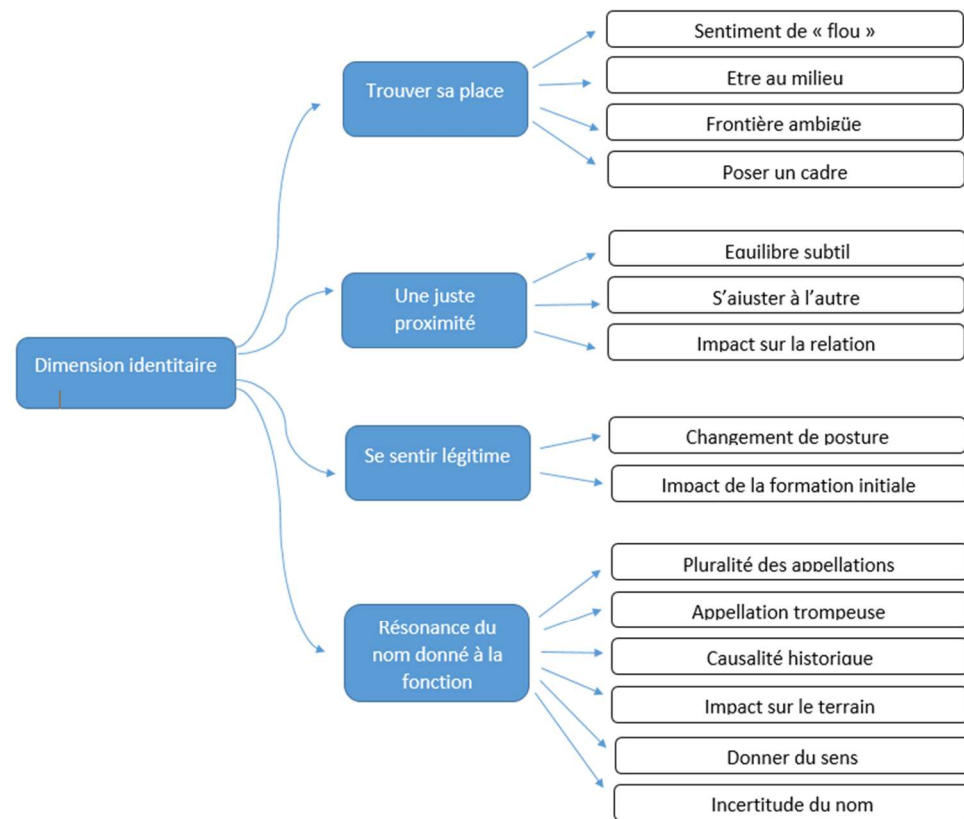 Dimension identitaire
Trouver sa place
Sentiment de « flou »
Etre au milieu
Frontière ambigüe
Poser un cadre
Une juste
proximité
Equilibre subtil
S’ajuster à l’autre
Impact sur la relation
Se sentir légitime
Changement de posture
Impact de la formation initiale
Résonance du
nom donné à la
fonction
Pluralité des appellations
Appellation trompeuse
Causalité historique
Impact sur le terrain
Donner du sens
Incertitude du nom